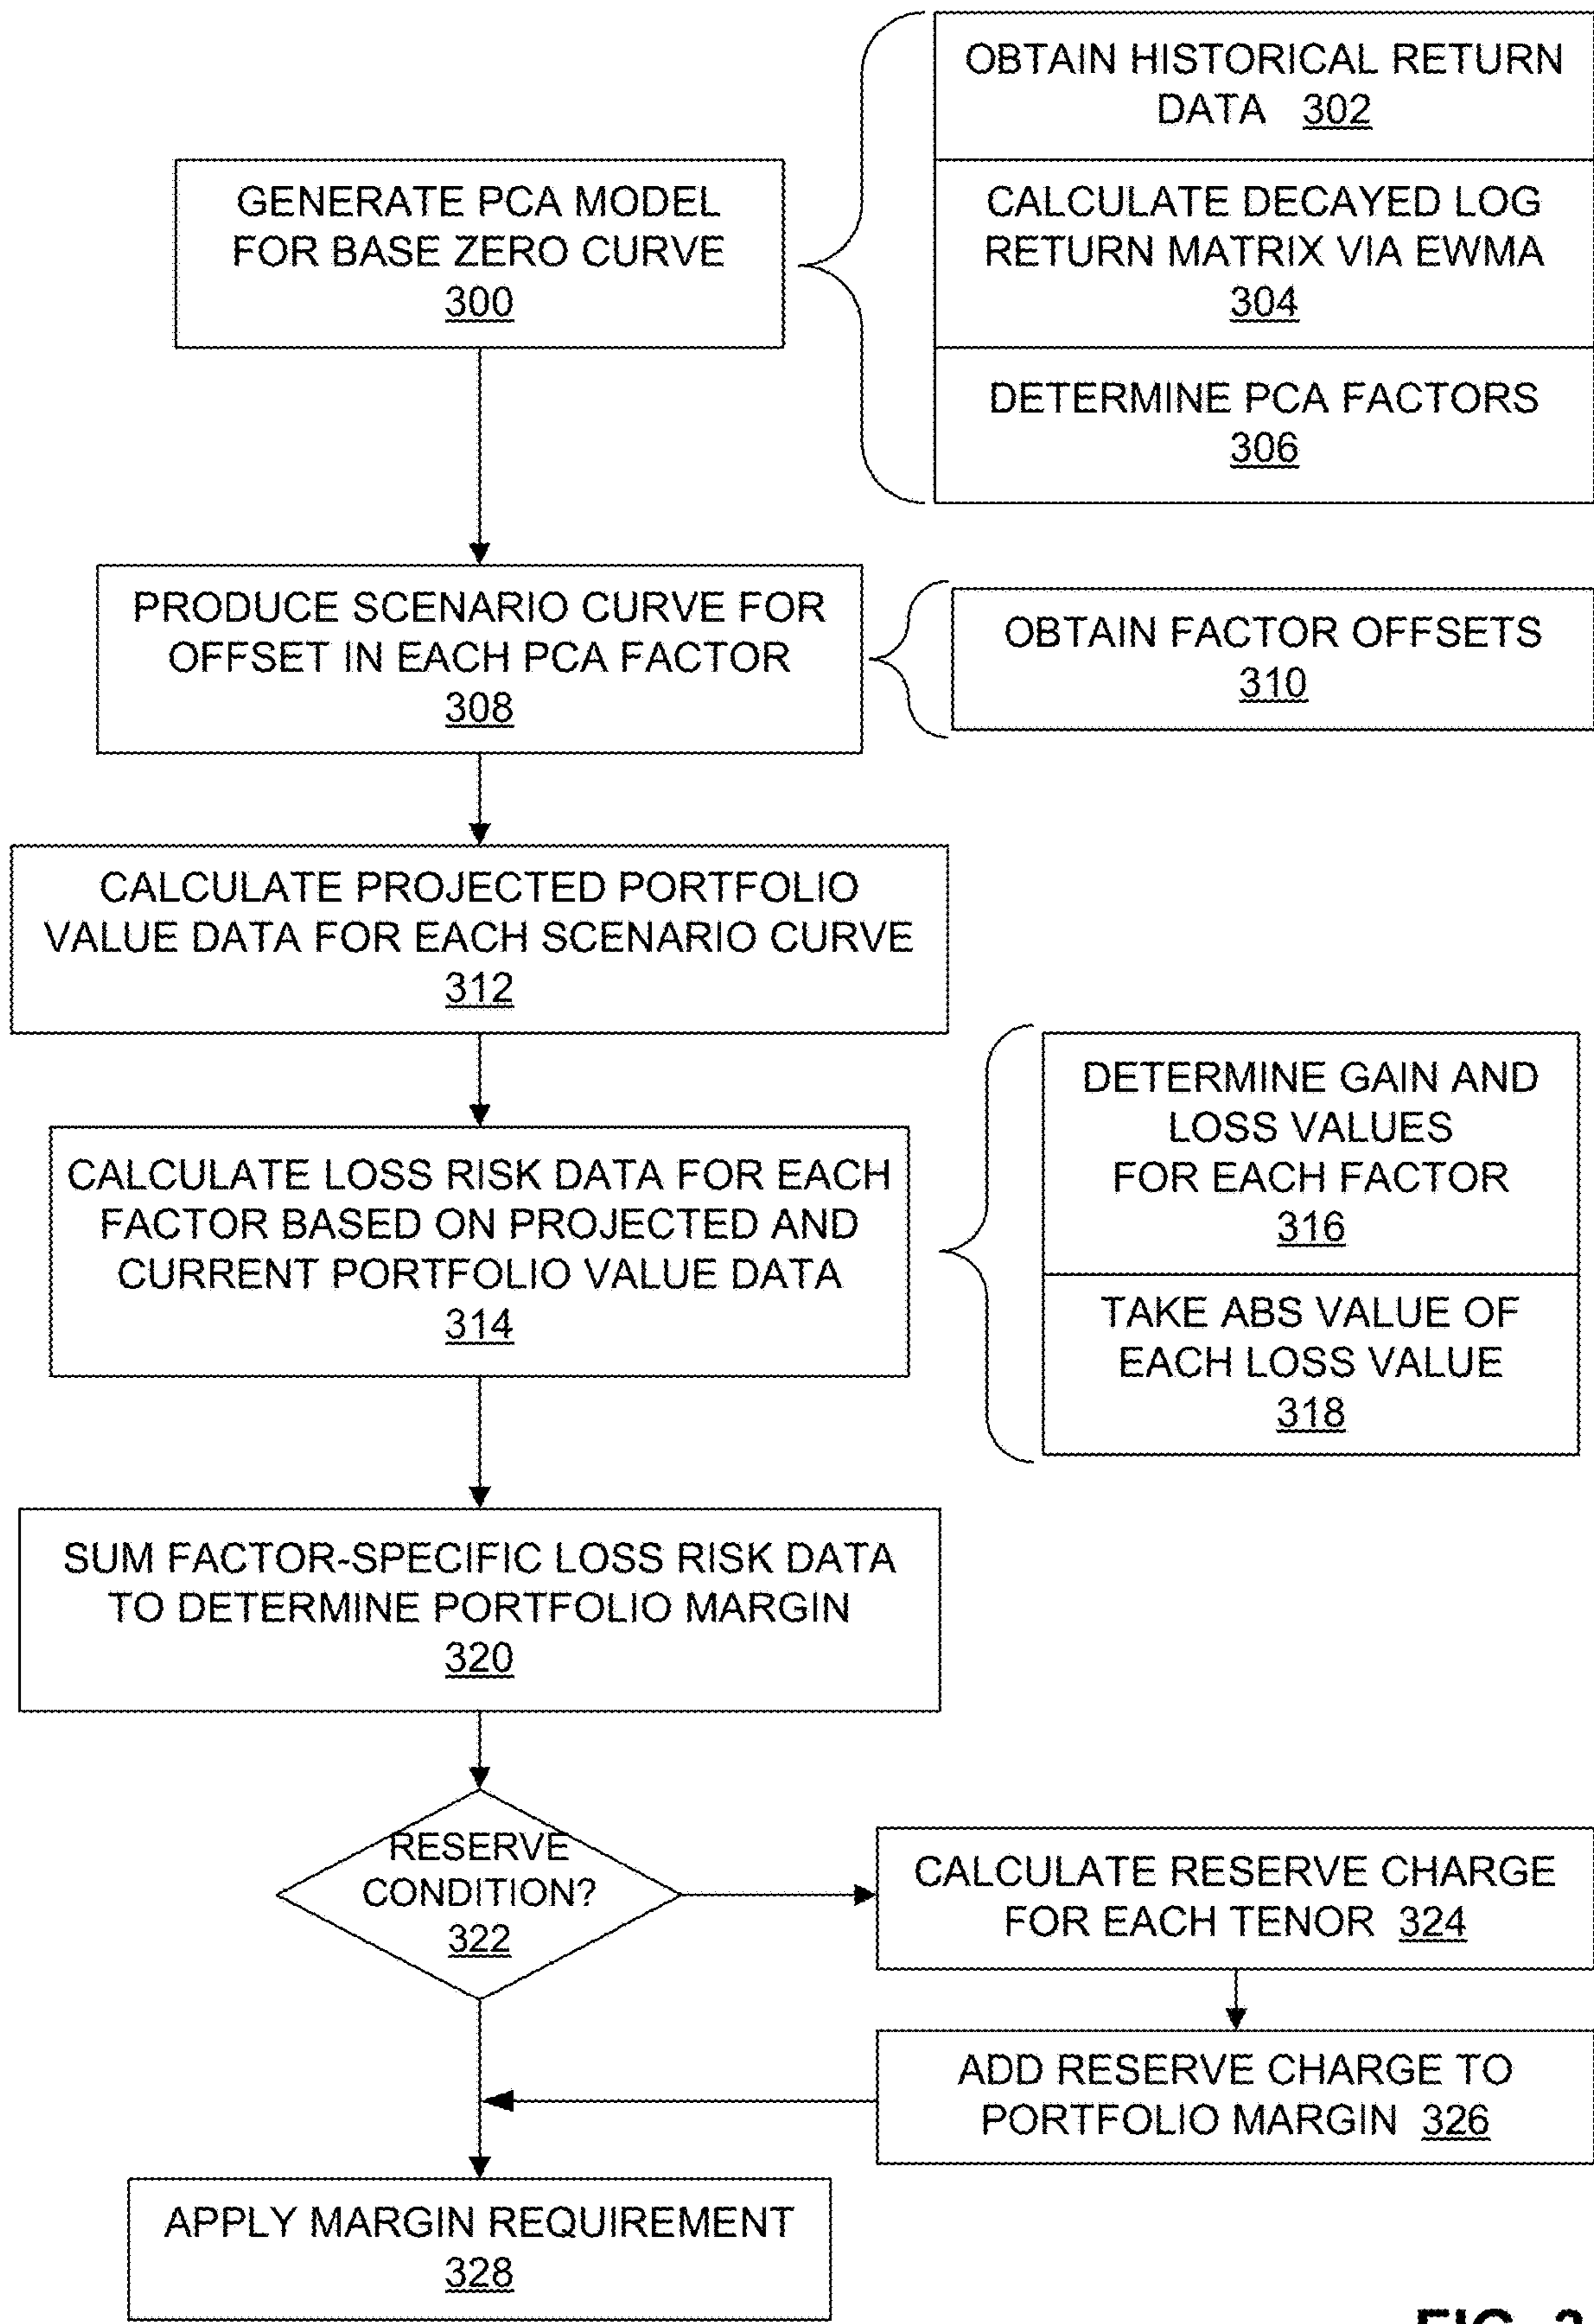 OBTAIN HISTORICAL RETURN
DATA 302
GENERATE PCA MODEL
FOR BASE ZERO CURVE
300
CALCULATE DECAYED LOG
RETURN MATRIX VIA EWMA
304
DETERMINE PCA FACTORS
306
PRODUCE SCENARIO CURVE FOR
OFFSET IN EACH PCA FACTOR
308
OBTAIN FACTOR OFFSETS
310
CALCULATE PROJECTED PORTFOLIO
VALUE DATA FOR EACH SCENARIO CURVE
312
CALCULATE LOSS RISK DATA FOR EACH
FACTOR BASED ON PROJECTED AND
CURRENT PORTFOLIO VALUE DATA
314
DETERMINE GAIN AND
LOSS VALUES
FOR EACH FACTOR
316
TAKE ABS VALUE OF
EACH LOSS VALUE
318
SUM FACTOR-SPECIFIC LOSS RISK DATA
TO DETERMINE PORTFOLIO MARGIN
320
RESERVE
CONDITION?
322
CALCULATE RESERVE CHARGE
FOR EACH TENOR 324
ADD RESERVE CHARGE TO
PORTFOLIO MARGIN 326
APPLY MARGIN REQUIREMENT
328
FIG. 3